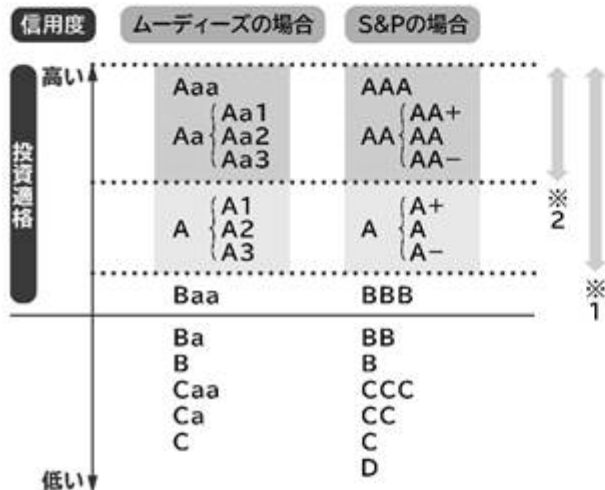 信用度 ムーディーズの場合 S&Pの場合
高い
投資適格
Aaa AAA
Aa1 AA+
Aa Aa2 AA AA
Aa3 AA−
※2
A1 A+
A A2 A A
A3 A−
※1
Baa BBB
Ba BB
B B
Caa CCC
Ca CC
C C
低い D